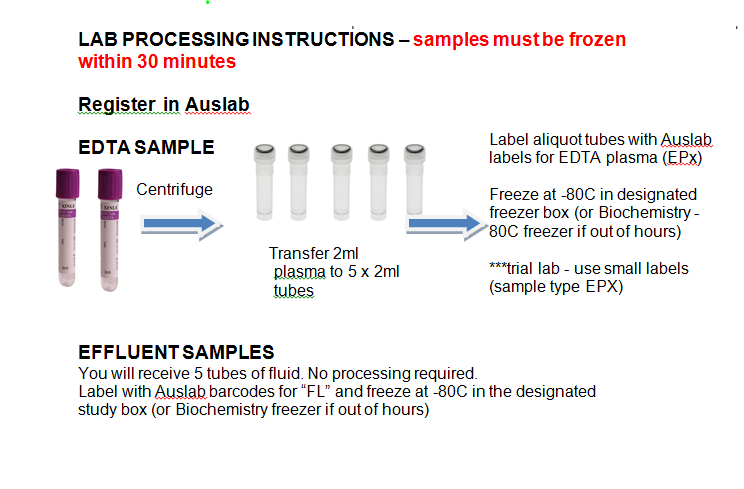 LAB PROCESSING INSTRUCTIONS – samples must be frozen
within 30 minutes
Register in Auslab
EDTA SAMPLE
Centrifuge
Transfer 2ml
plasma to 5 x 2ml
tubes
Label aliquot tubes with Auslab
labels for EDTA plasma (EPx)
Freeze at -80C in designated
freezer box (or Biochemistry -
80C freezer if out of hours)
***trial lab - use small labels
(sample type EPX)
EFFLUENT SAMPLES
You will receive 5 tubes of fluid. No processing required.
Label with Auslab barcodes for “FL” and freeze at -80C in the designated
study box (or Biochemistry freezer if out of hours)